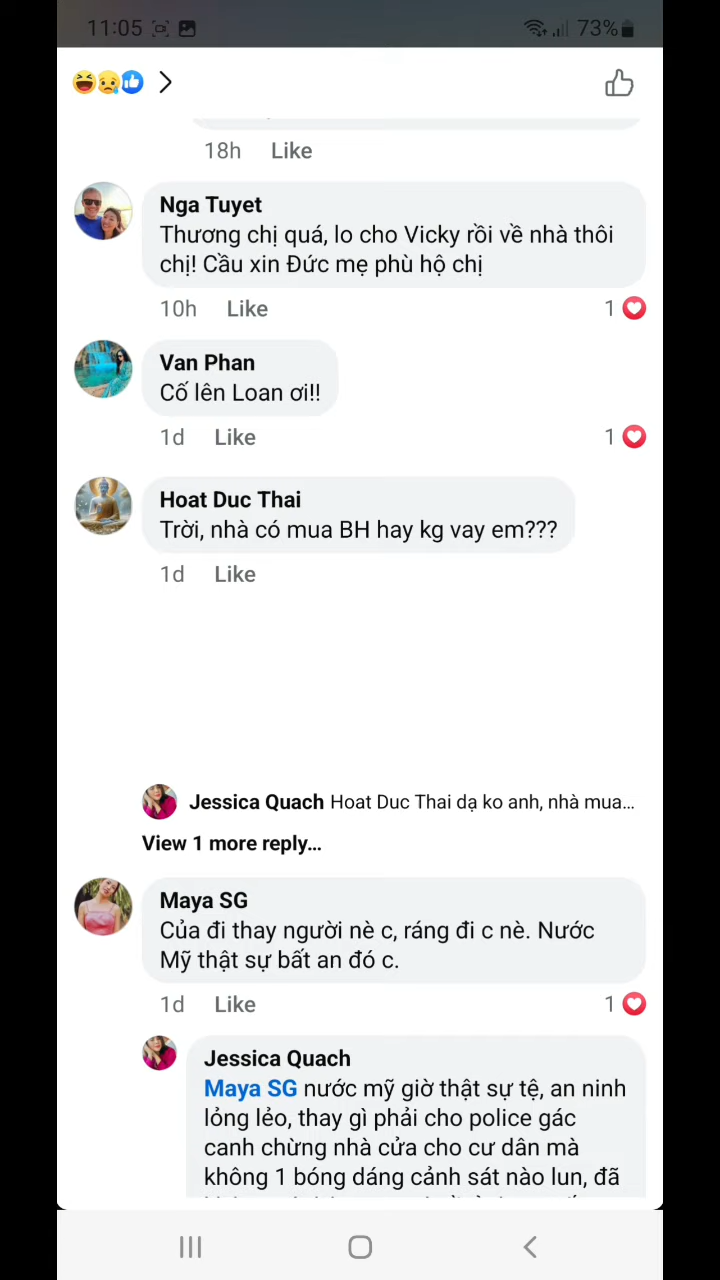 11:05
73%
18h Like
Nga Tuyet
Thương chị quá, lo cho Vicky rồi về nhà thôi
chị! Cầu xin Đức mẹ phù hộ chị
10h Like 1
Van Phan
Cố lên Loan ơi!!
1d Like 1
Hoat Duc Thai
Trời, nhà có mua BH hay kg vay em???
1d Like
Jessica Quach Hoat Duc Thai dạ ko anh, nhà mua...
View 1 more reply...
Maya SG
Của đi thay người nè c, ráng đi c nè. Nước
Mỹ thật sự bất an đó c.
1d Like 1
Jessica Quach
Maya SG nước mỹ giờ thật sự tệ, an ninh
lỏng lẻo, thay gì phải cho police gác
canh chừng nhà cửa cho cư dân mà
không 1 bóng dáng cảnh sát nào lun, đã